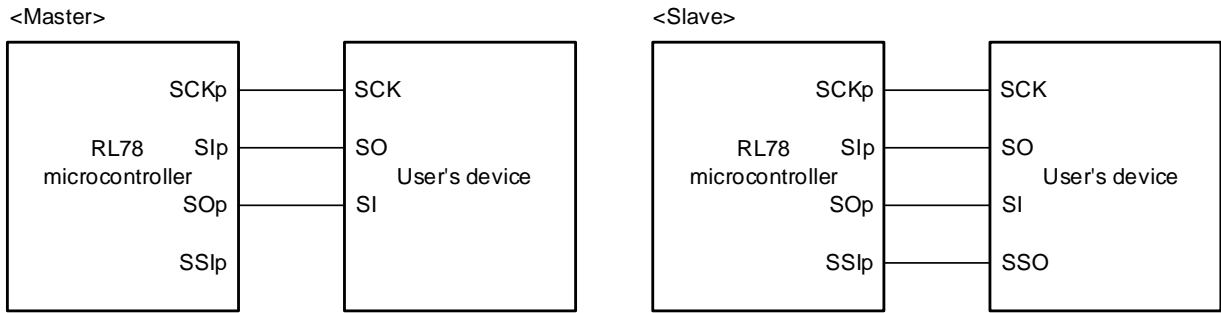 <Master>
SCKp
SCK
SIp
SO
RL78
microcontroller
User's device
SOp
SI
SSIp
<Slave>
SCKp
SCK
SIp
SO
RL78
microcontroller
User's device
SOp
SI
SSIp
SSO